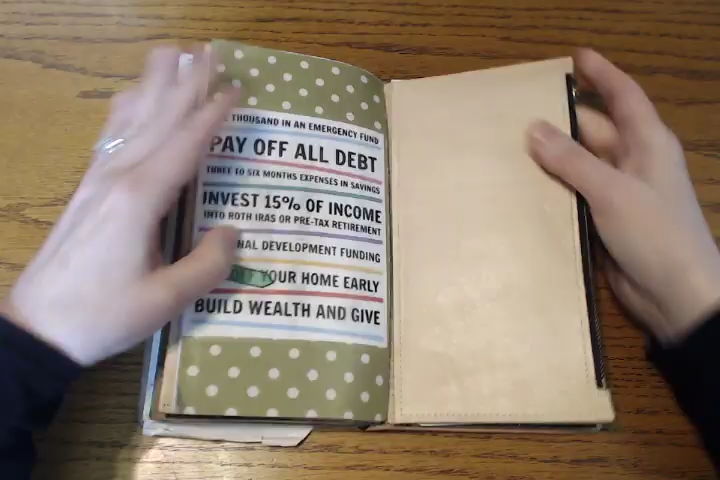 THOUSAND IN AN EMERGENCY FUND
PAY OFF ALL DEBT
THREE TO SIX MONTHS EXPENSES IN SAVINGS
INVEST 15% OF INCOME
INTO ROTH IRAS OR PRE-TAX RETIREMENT
DEVELOPMENT FUNDING
YOUR HOME EARLY
BUILD WEALTH AND GIVE